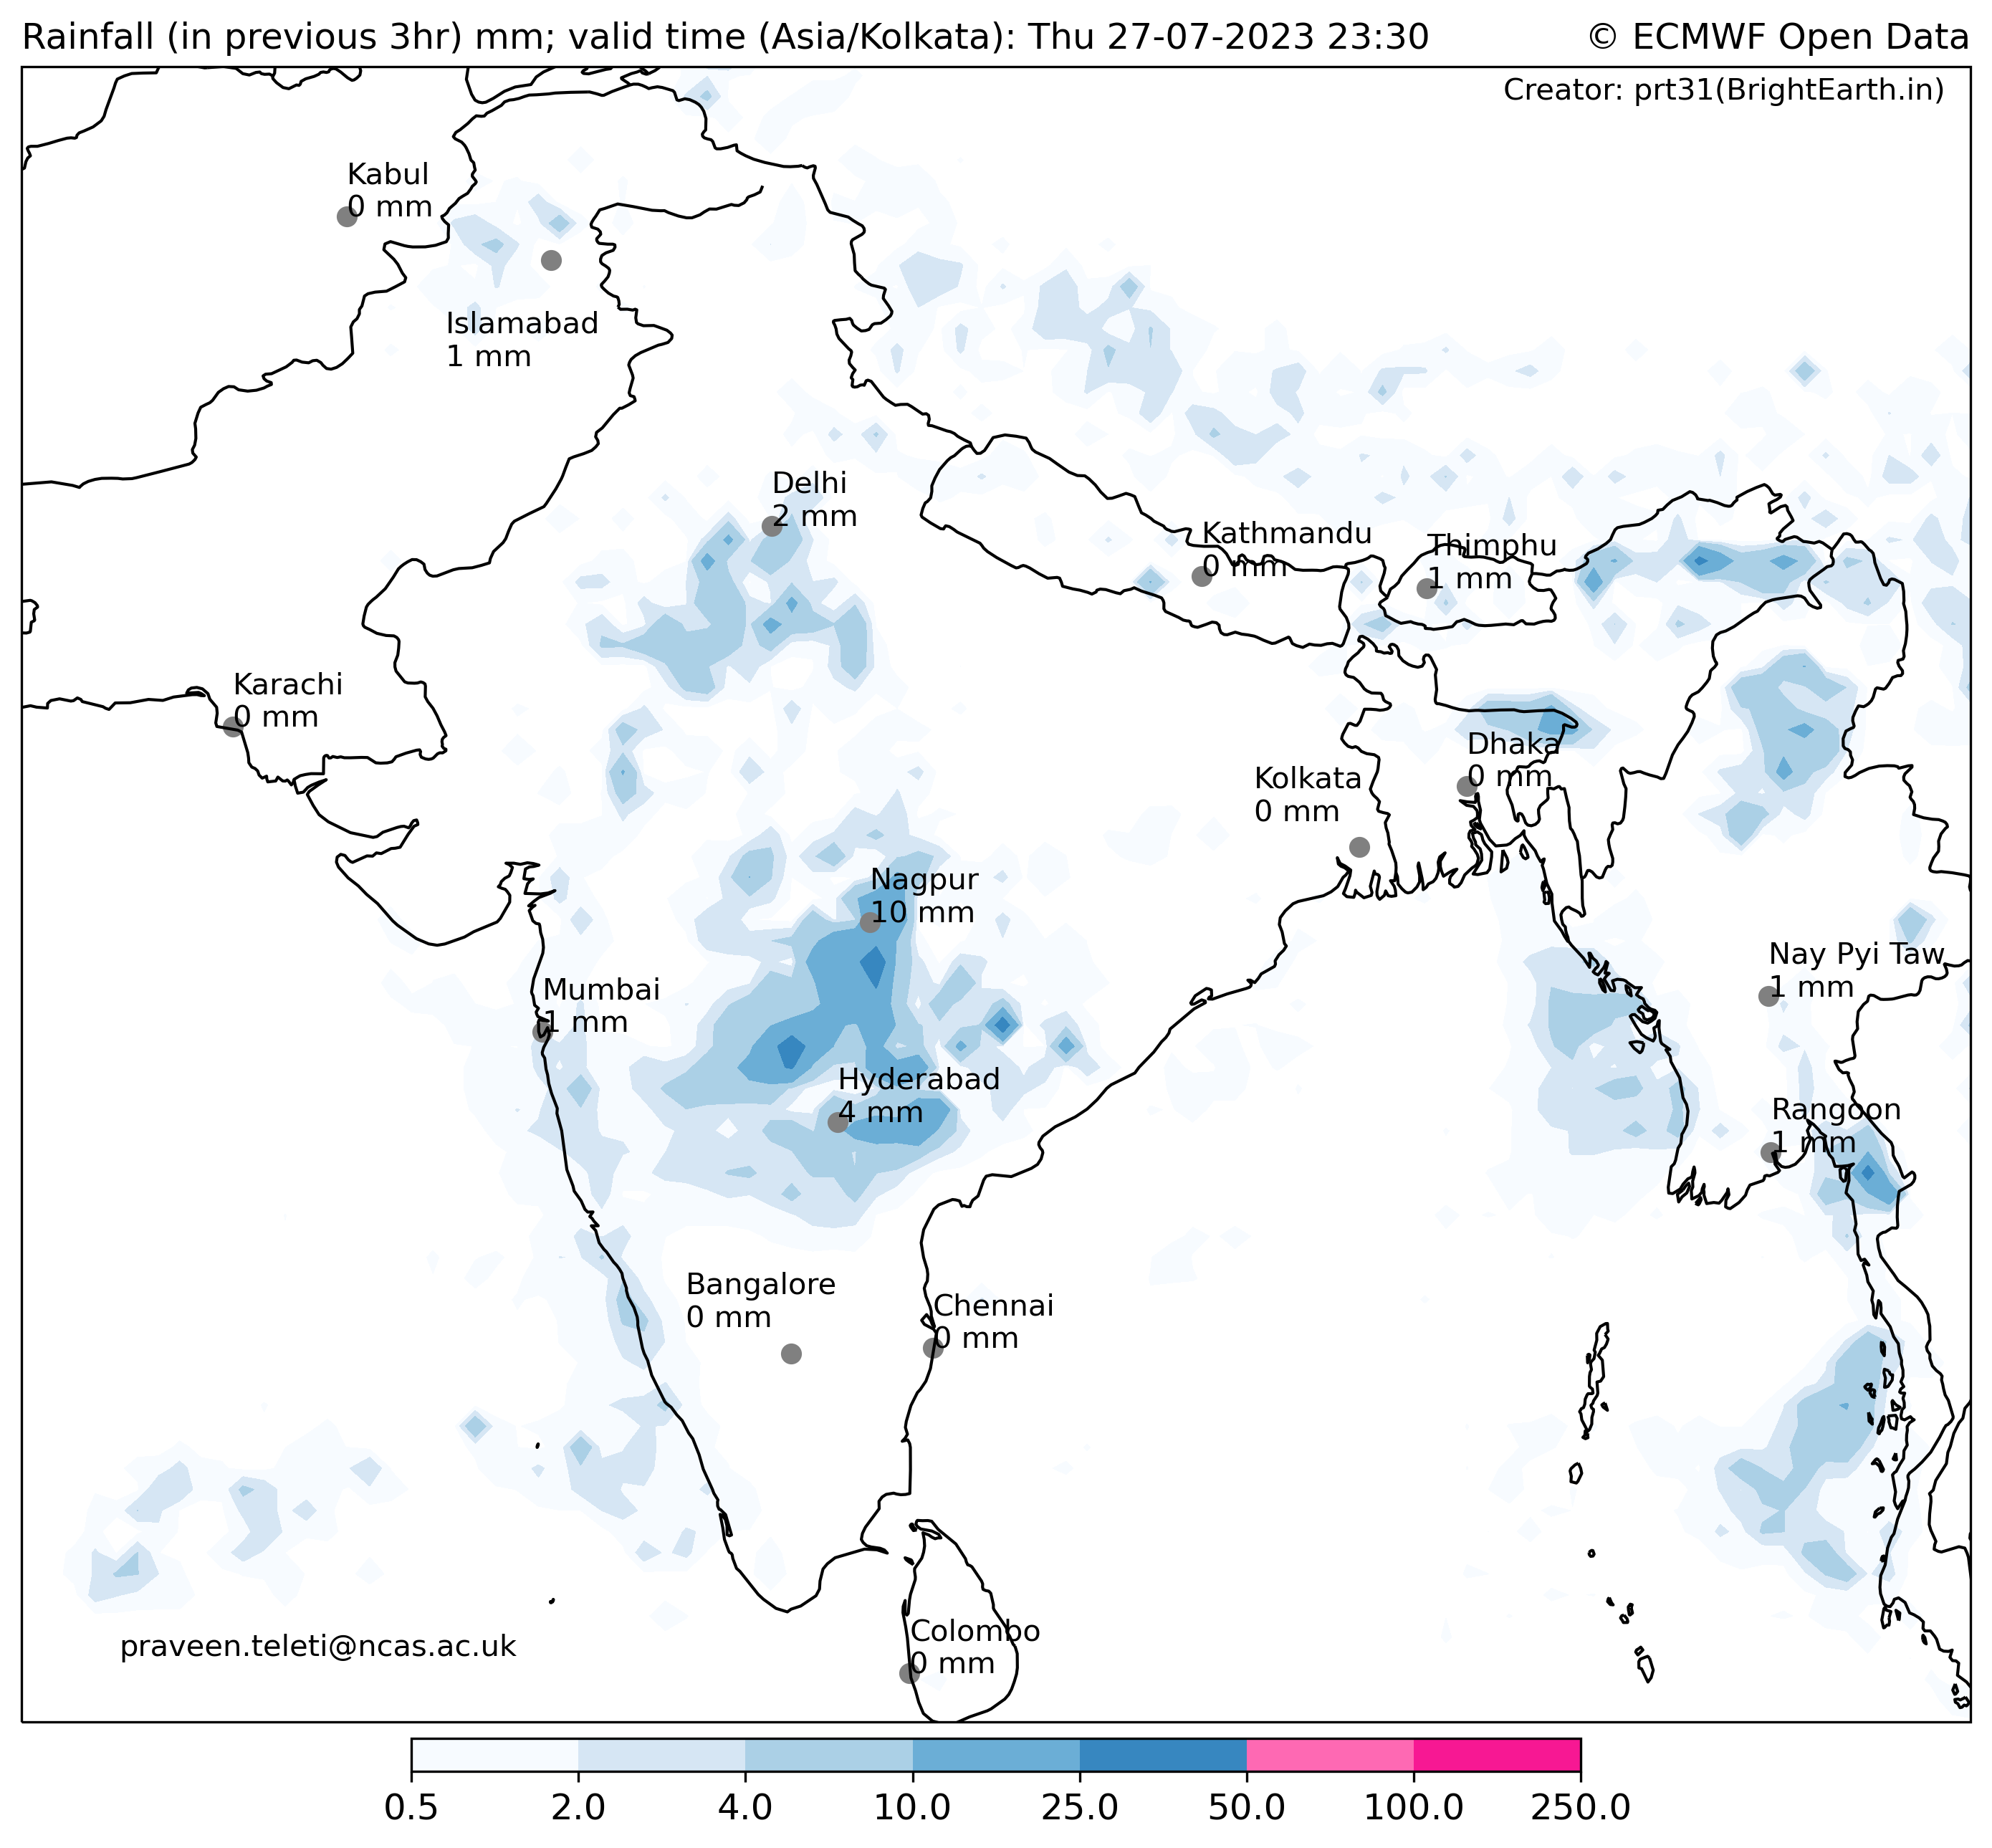 Rainfall (in previous 3hr) mm; valid time (Asia/Kolkata): Thu 27-07-2023 23:30
© ECMWF Open Data
Creator: prt31(BrightEarth.in)
Kabul
0 mm
Islamabad
1 mm
Delhi
2 mm
Kathmandu
0 mm
Thimphu
1 mm
Karachi
0 mm
Dhaka
0 mm
Kolkata
0 mm
Nagpur
10 mm
Nay Pyi Taw
1 mm
Mumbai
1 mm
Hyderabad
4 mm
Rangoon
1 mm
Bangalore
0 mm
Chennai
0 mm
Colombo
0 mm
praveen.teleti@ncas.ac.uk
0.5 2.0 4.0 10.0 25.0 50.0 100.0 250.0